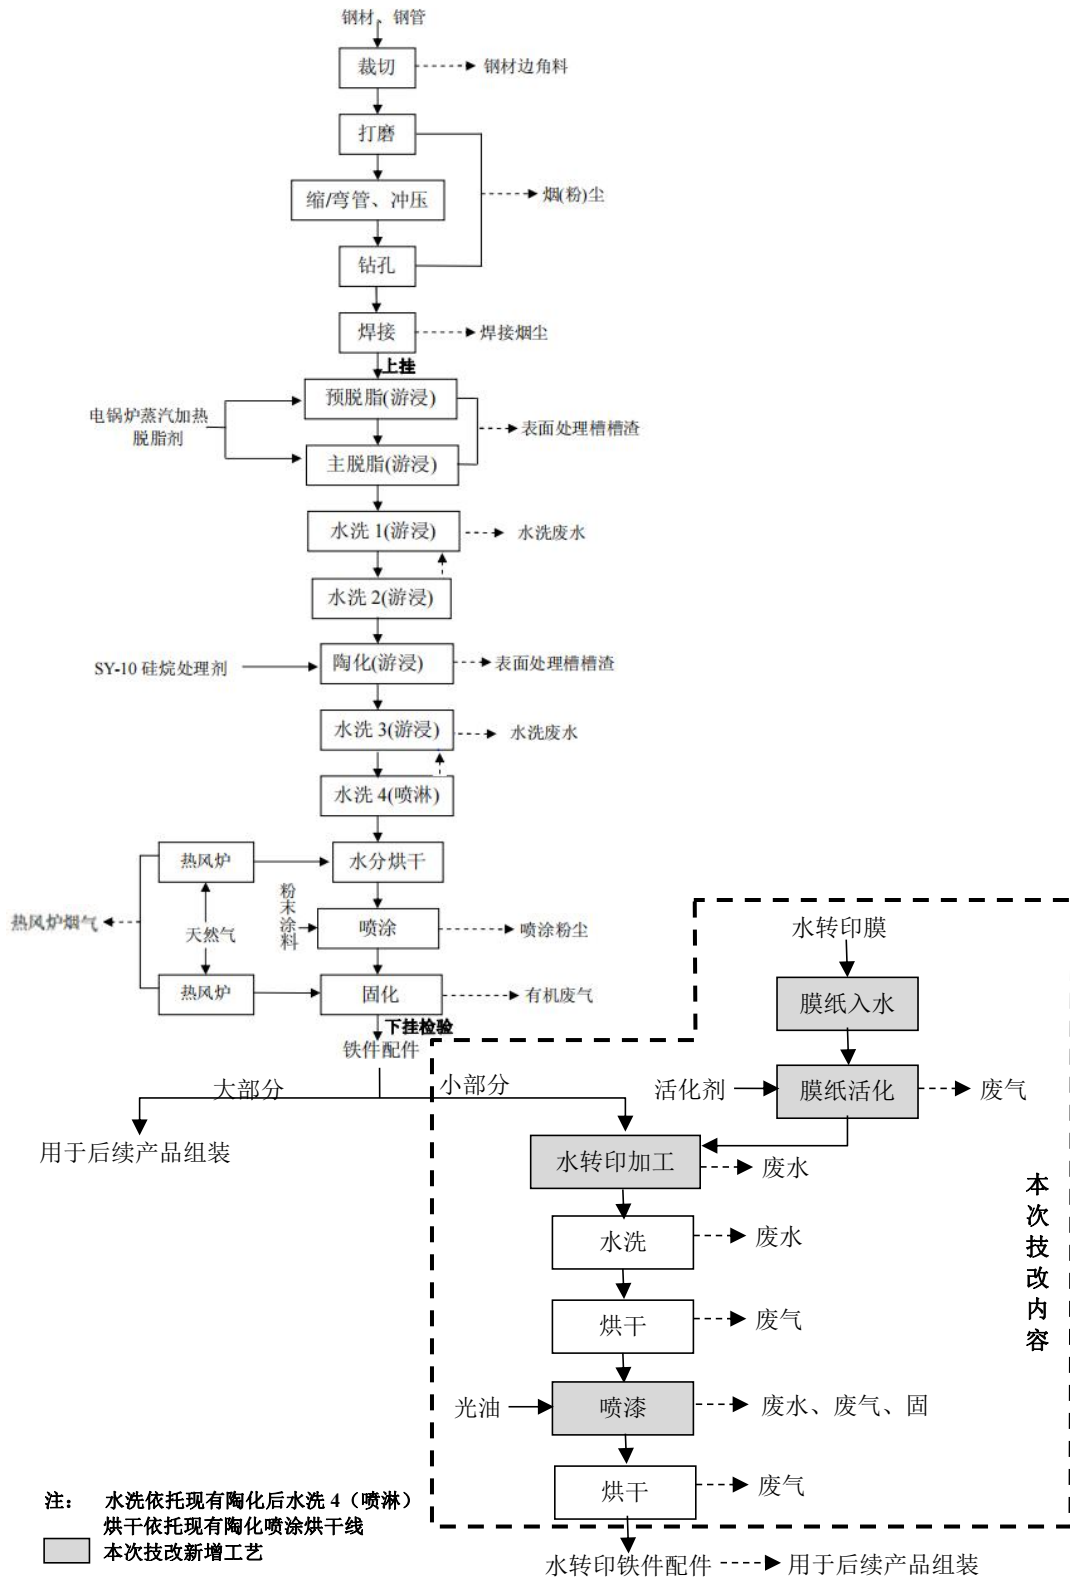 钢材、钢管
裁切
钢材边角料
打磨
缩/弯管、冲压
烟(粉)尘
钻孔
焊接
焊接烟尘
上挂
预脱脂(游浸)
电锅炉蒸汽加热
脱脂剂
表面处理槽槽渣
主脱脂(游浸)
水洗 1(游浸)
水洗废水
水洗 2(游浸)
SY-10 硅烷处理剂
陶化(游浸)
表面处理槽槽渣
水洗 3(游浸)
水洗废水
水洗 4(喷淋)
热风炉
水分烘干
热风炉烟气
天然气
粉末涂料
喷涂
喷涂粉尘
热风炉
固化
有机废气
下挂检验
铁件配件
大部分
小部分
用于后续产品组装
水转印膜
膜纸入水
活化剂
膜纸活化
废气
水转印加工
废水
水洗
废水
烘干
废气
光油
喷漆
废水、废气、固
烘干
废气
本次技改内容
水转印铁件配件
用于后续产品组装
注: 水洗依托现有陶化后水洗 4（喷淋）
烘干依托现有陶化喷涂烘干线
本次技改新增工艺